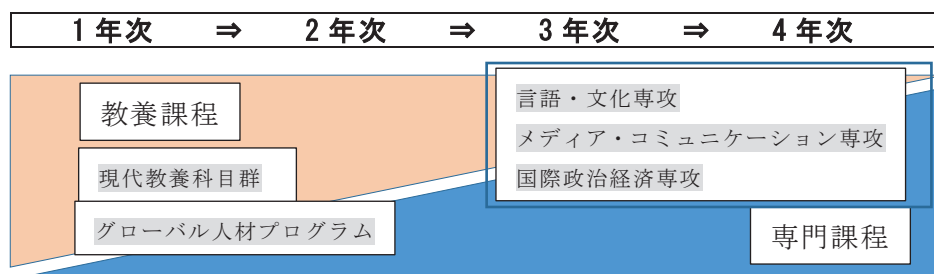 1年次 ⇒ 2年次 ⇒ 3年次 ⇒ 4年次
教養課程
現代教養科目群
グローバル人材プログラム
言語・文化専攻
メディア・コミュニケーション専攻
国際政治経済専攻
専門課程